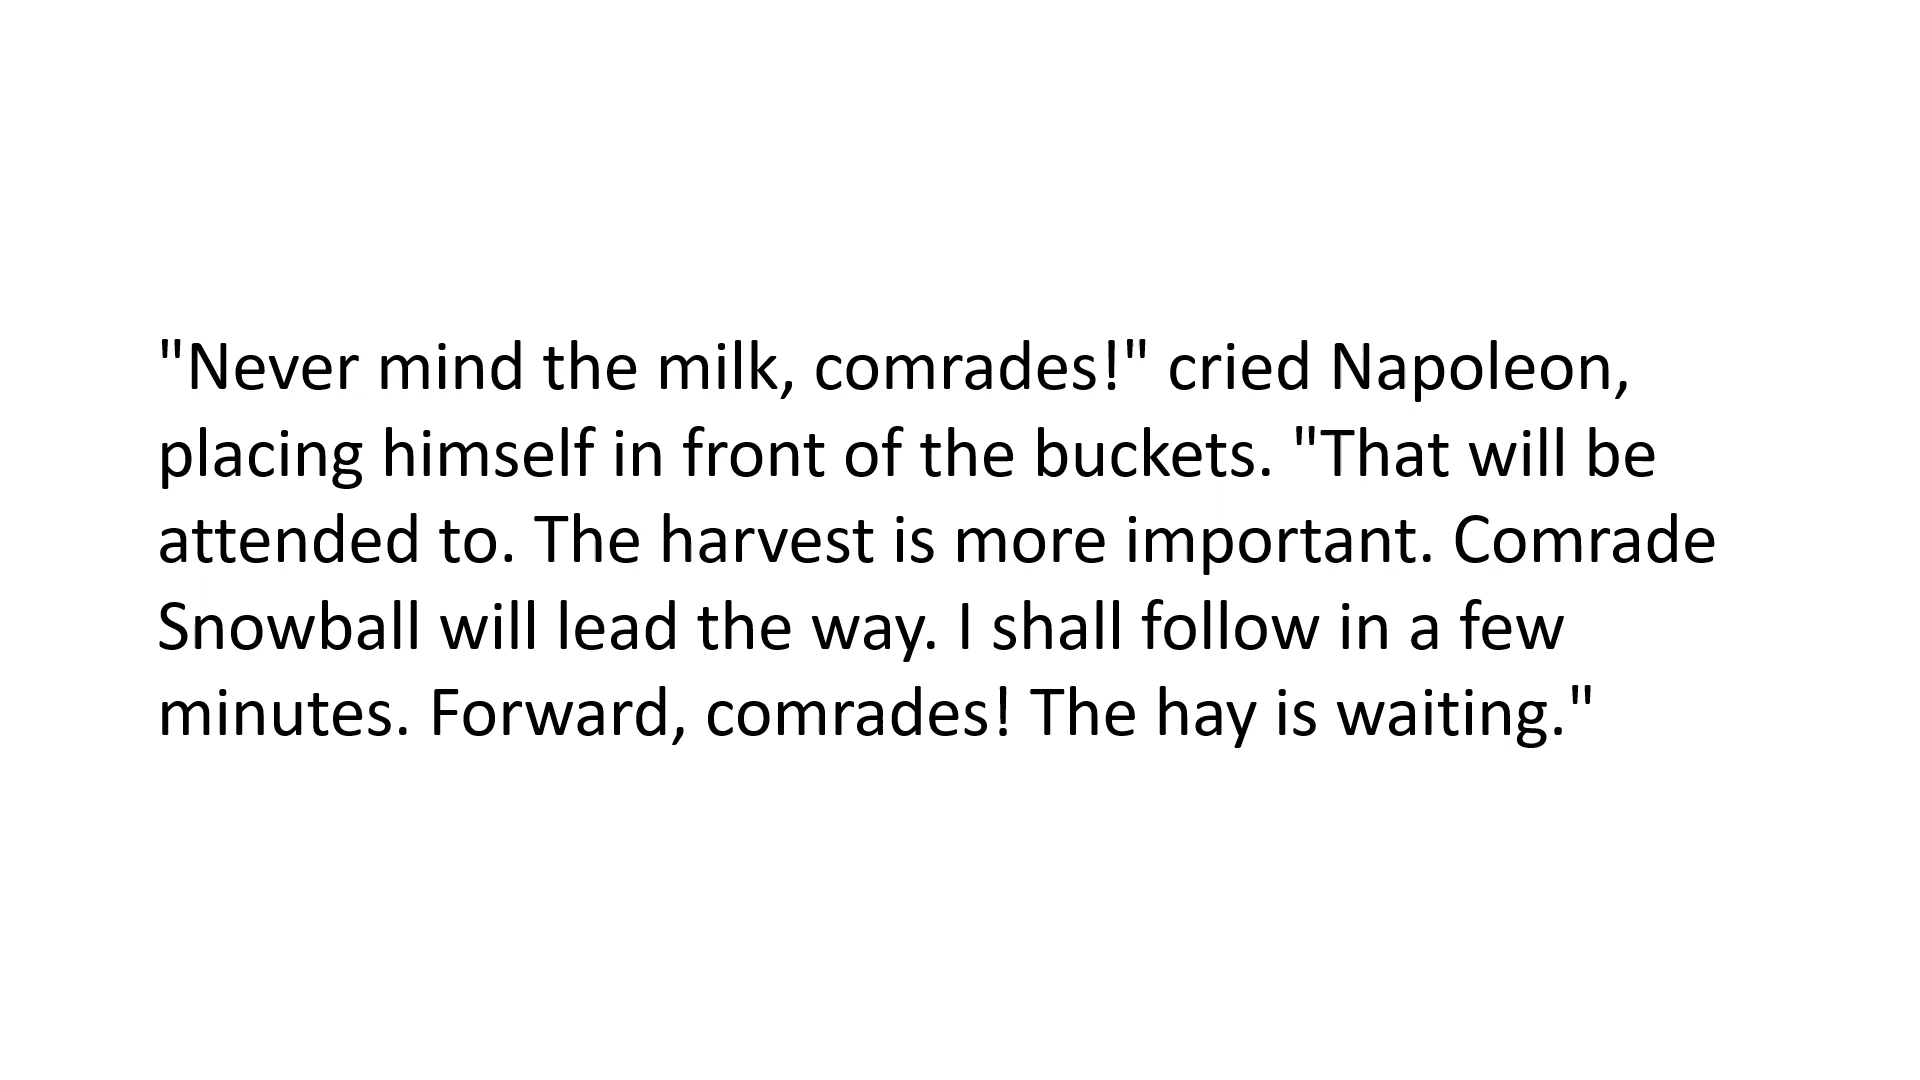 "Never mind the milk, comrades!" cried Napoleon,
placing himself in front of the buckets. "That will be
attended to. The harvest is more important. Comrade
Snowball will lead the way. I shall follow in a few
minutes. Forward, comrades! The hay is waiting."